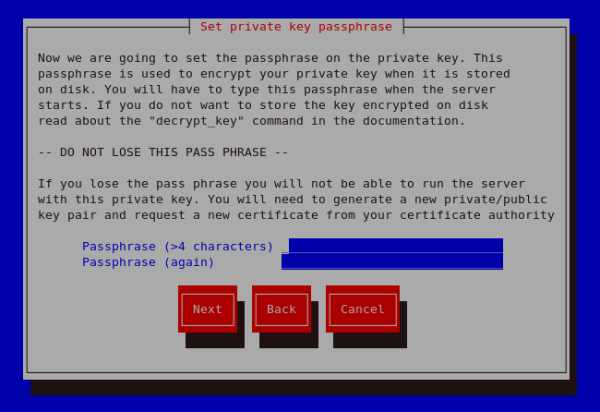 Set private key passphrase
Now we are going to set the passphrase on the private key. This
passphrase is used to encrypt your private key when it is stored
on disk. You will have to type this passphrase when the server
starts. If you do not want to store the key encrypted on disk
read about the "decrypt_key" command in the documentation.
-- DO NOT LOSE THIS PASS PHRASE --
If you lose the pass phrase you will not be able to run the server
with this private key. You will need to generate a new private/public
key pair and request a new certificate from your certificate authority
Passphrase (>4 characters)
Passphrase (again)
Next Back Cancel